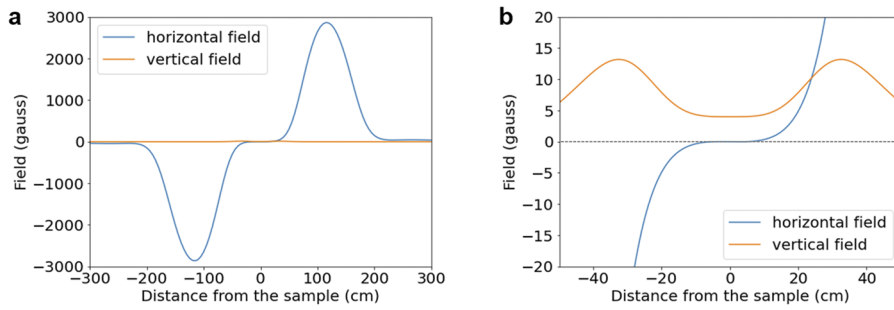 a
3000
2000
1000
0
−1000
−2000
−3000
Field (gauss)
horizontal field
vertical field
−300
−200
−100
0
100
200
300
Distance from the sample (cm)
b
20
15
10
5
0
−5
−10
−15
−20
Field (gauss)
horizontal field
vertical field
−40
−20
0
20
40
Distance from the sample (cm)